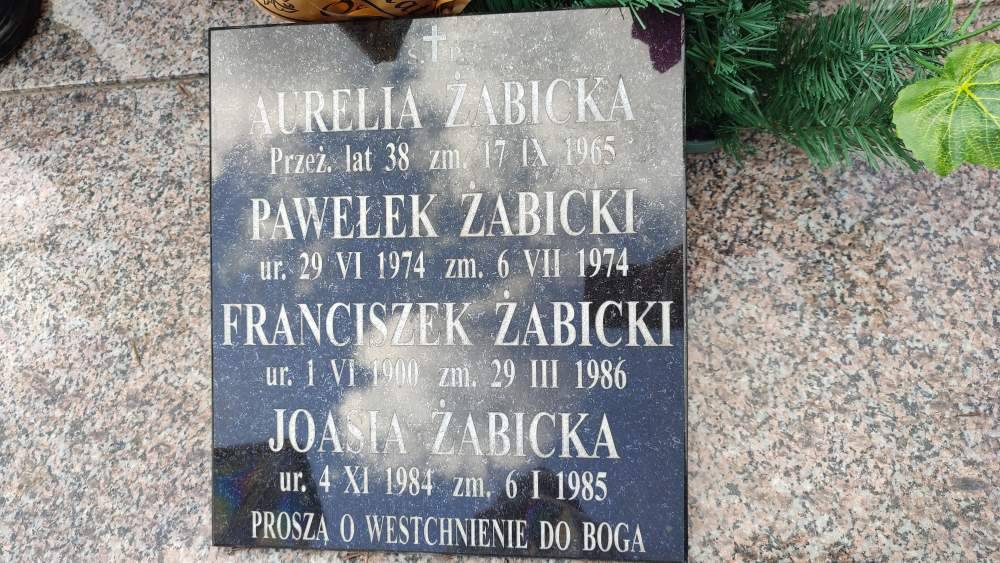 Ś. P.
AURELIA ŻABICKA
Przeż. lat 38 zm. 17 IX 1965
PAWEŁEK ŻABICKI
ur. 29 VI 1974 zm. 6 VII 1974
FRANCISZEK ŻABICKI
ur. 1 VI 1900 zm. 29 III 1986
JOASIA ŻABICKA
ur. 4 XI 1984 zm. 6 I 1985
PROSZĄ O WESTCHNIENIE DO BOGA